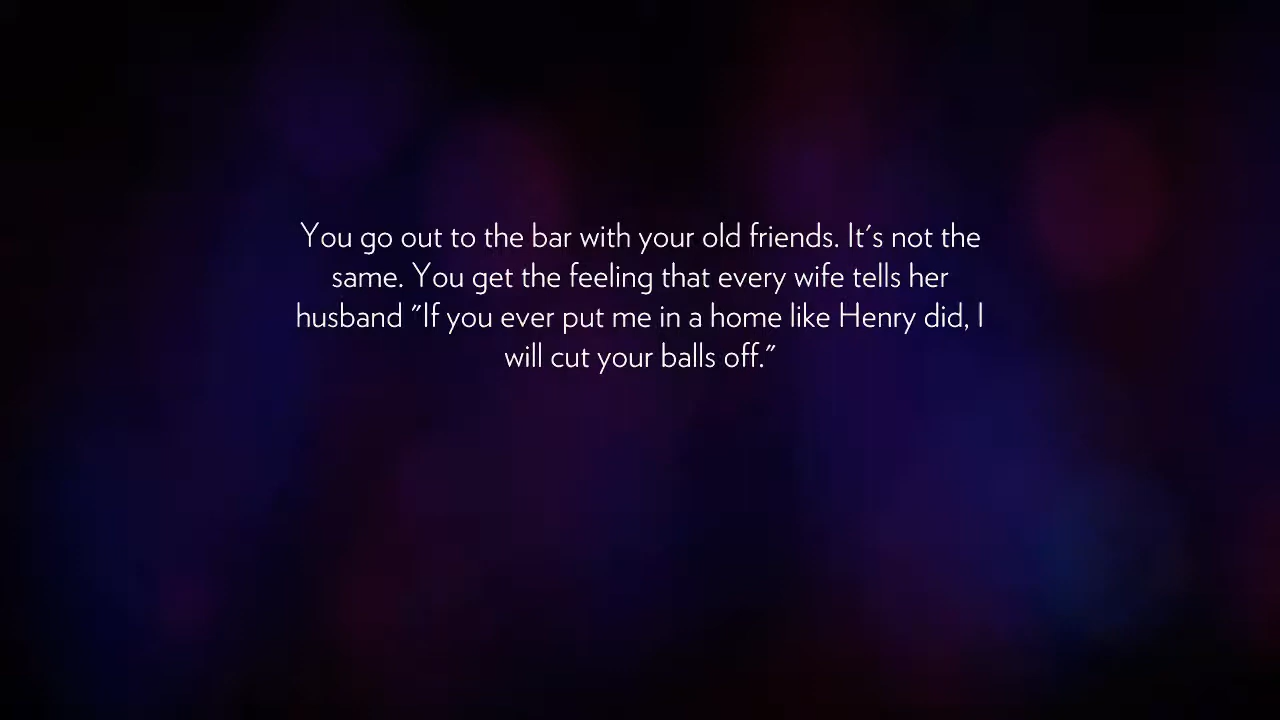 You go out to the bar with your old friends. It's not the
same. You get the feeling that every wife tells her
husband "If you ever put me in a home like Henry did, I
will cut your balls off."